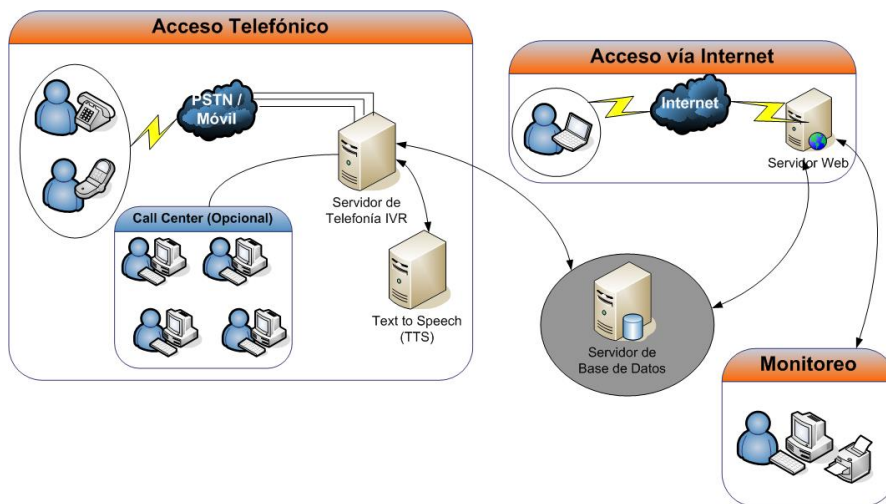 Acceso Telefónico
PSTN /
Móvil
Servidor de
Telefonía IVR
Call Center (Opcional)
Text to Speech
(TTS)
Acceso vía Internet
Internet
Servidor Web
Servidor de
Base de Datos
Monitoreo